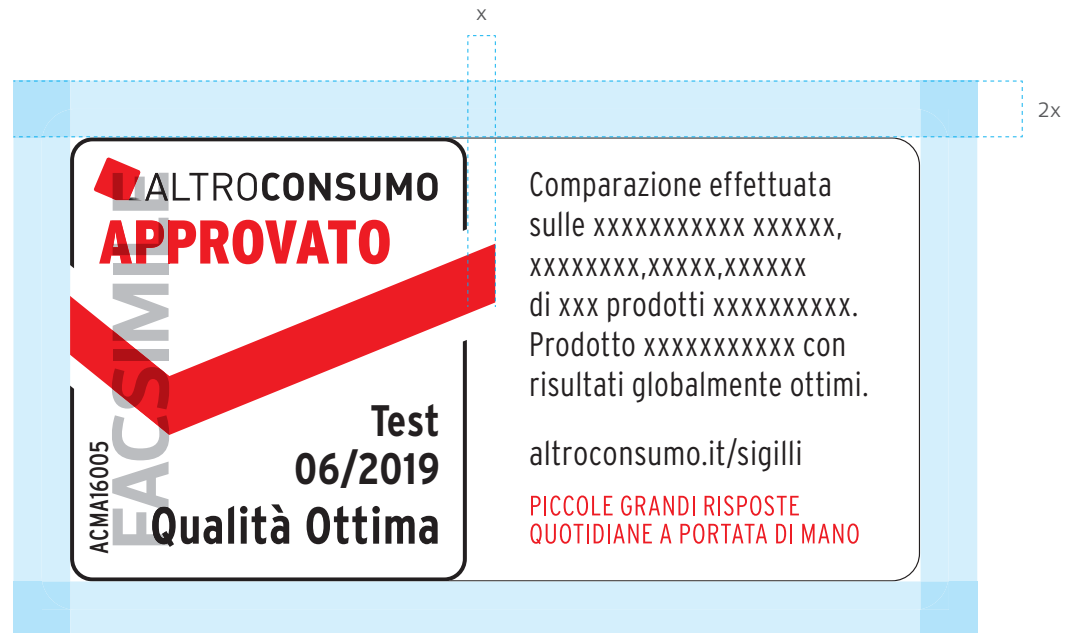 x
2x
ALTROCONSUMO
APPROVATO
FACSIMILE
Test
06/2019
Qualità Ottima
ACMA16005
Comparazione effettuata
sulle xxxxxxxxxxx xxxxxx,
xxxxxxxx,xxxxx,xxxxxx
di xxx prodotti xxxxxxxxxx.
Prodotto xxxxxxxxxxx con
risultati globalmente ottimi.
altroconsumo.it/sigilli
PICCOLE GRANDI RISPOSTE
QUOTIDIANE A PORTATA DI MANO